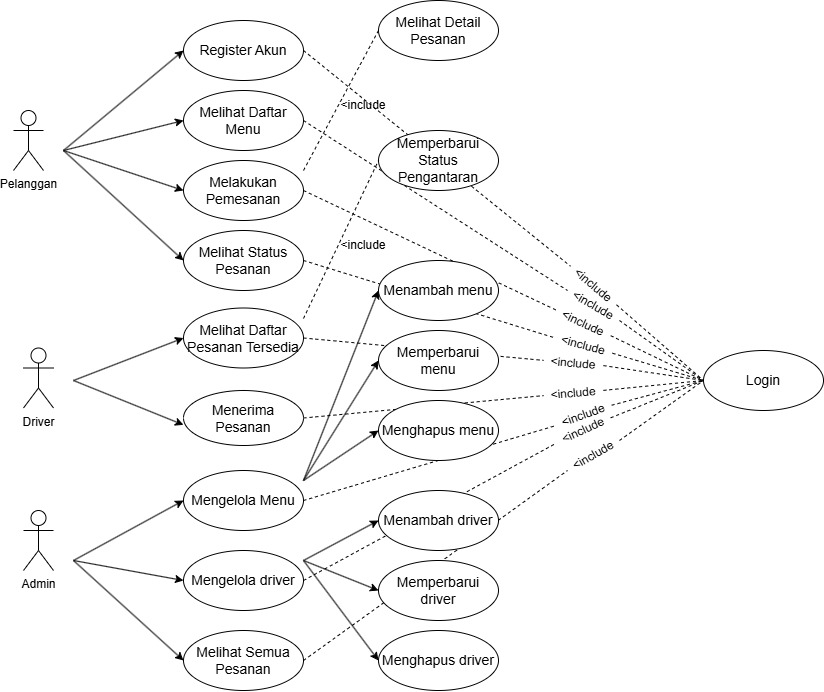 Melihat Detail
Pesanan
Register Akun
<include
Melihat Daftar
Menu
Memperbarui
Status
Pengantaran
Pelanggan
Melakukan
Pemesanan
Melihat Status
Pesanan
<include
<include
<include
<include
<include
Menambah menu
Melihat Daftar
Pesanan Tersedia
Memperbarui
menu
<include
Login
Driver
Menerima
Pesanan
<include
<include
<include
<include
Menghapus menu
Mengelola Menu
Menambah driver
Admin
Mengelola driver
Memperbarui
driver
Melihat Semua
Pesanan
Menghapus driver